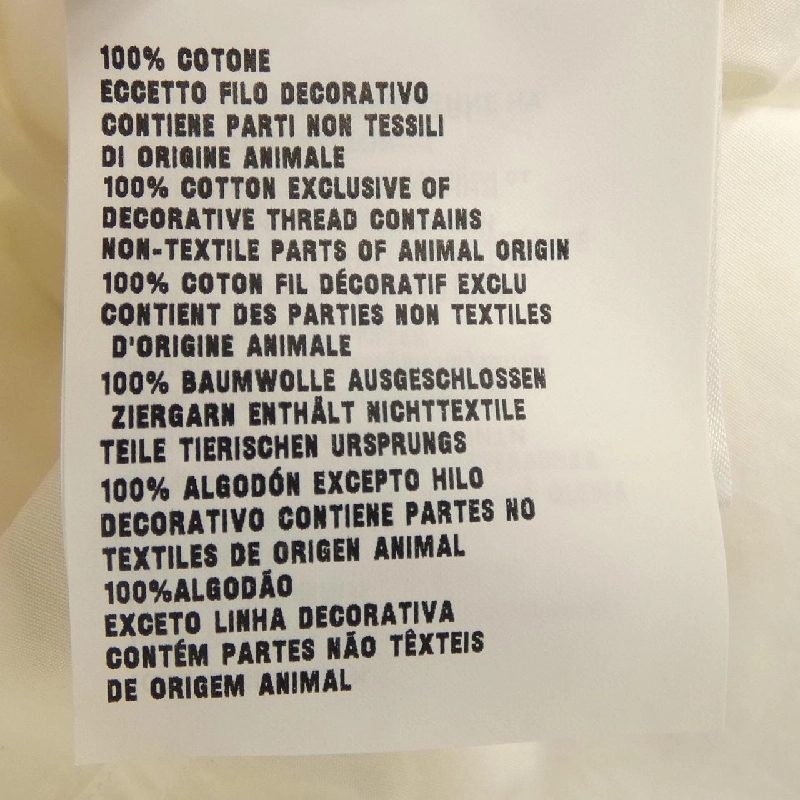 100% COTONE
ECCETTO FILO DECORATIVO
CONTIENE PARTI NON TESSILI
DI ORIGINE ANIMALE
100% COTTON EXCLUSIVE OF
DECORATIVE THREAD CONTAINS
NON-TEXTILE PARTS OF ANIMAL ORIGIN
100% COTON FIL DÉCORATIF EXCLU
CONTIENT DES PARTIES NON TEXTILES
D'ORIGINE ANIMALE
100% BAUMWOLLE AUSGESCHLOSSEN
ZIERGARN ENTHÄLT NICHTTEXTILE
TEILE TIERISCHEN URSPRUNGS
100% ALGODÓN EXCEPTO HILO
DECORATIVO CONTIENE PARTES NO
TEXTILES DE ORIGEN ANIMAL
100%ALGODÃO
EXCETO LINHA DECORATIVA
CONTÉM PARTES NÃO TÊXTEIS
DE ORIGEM ANIMAL